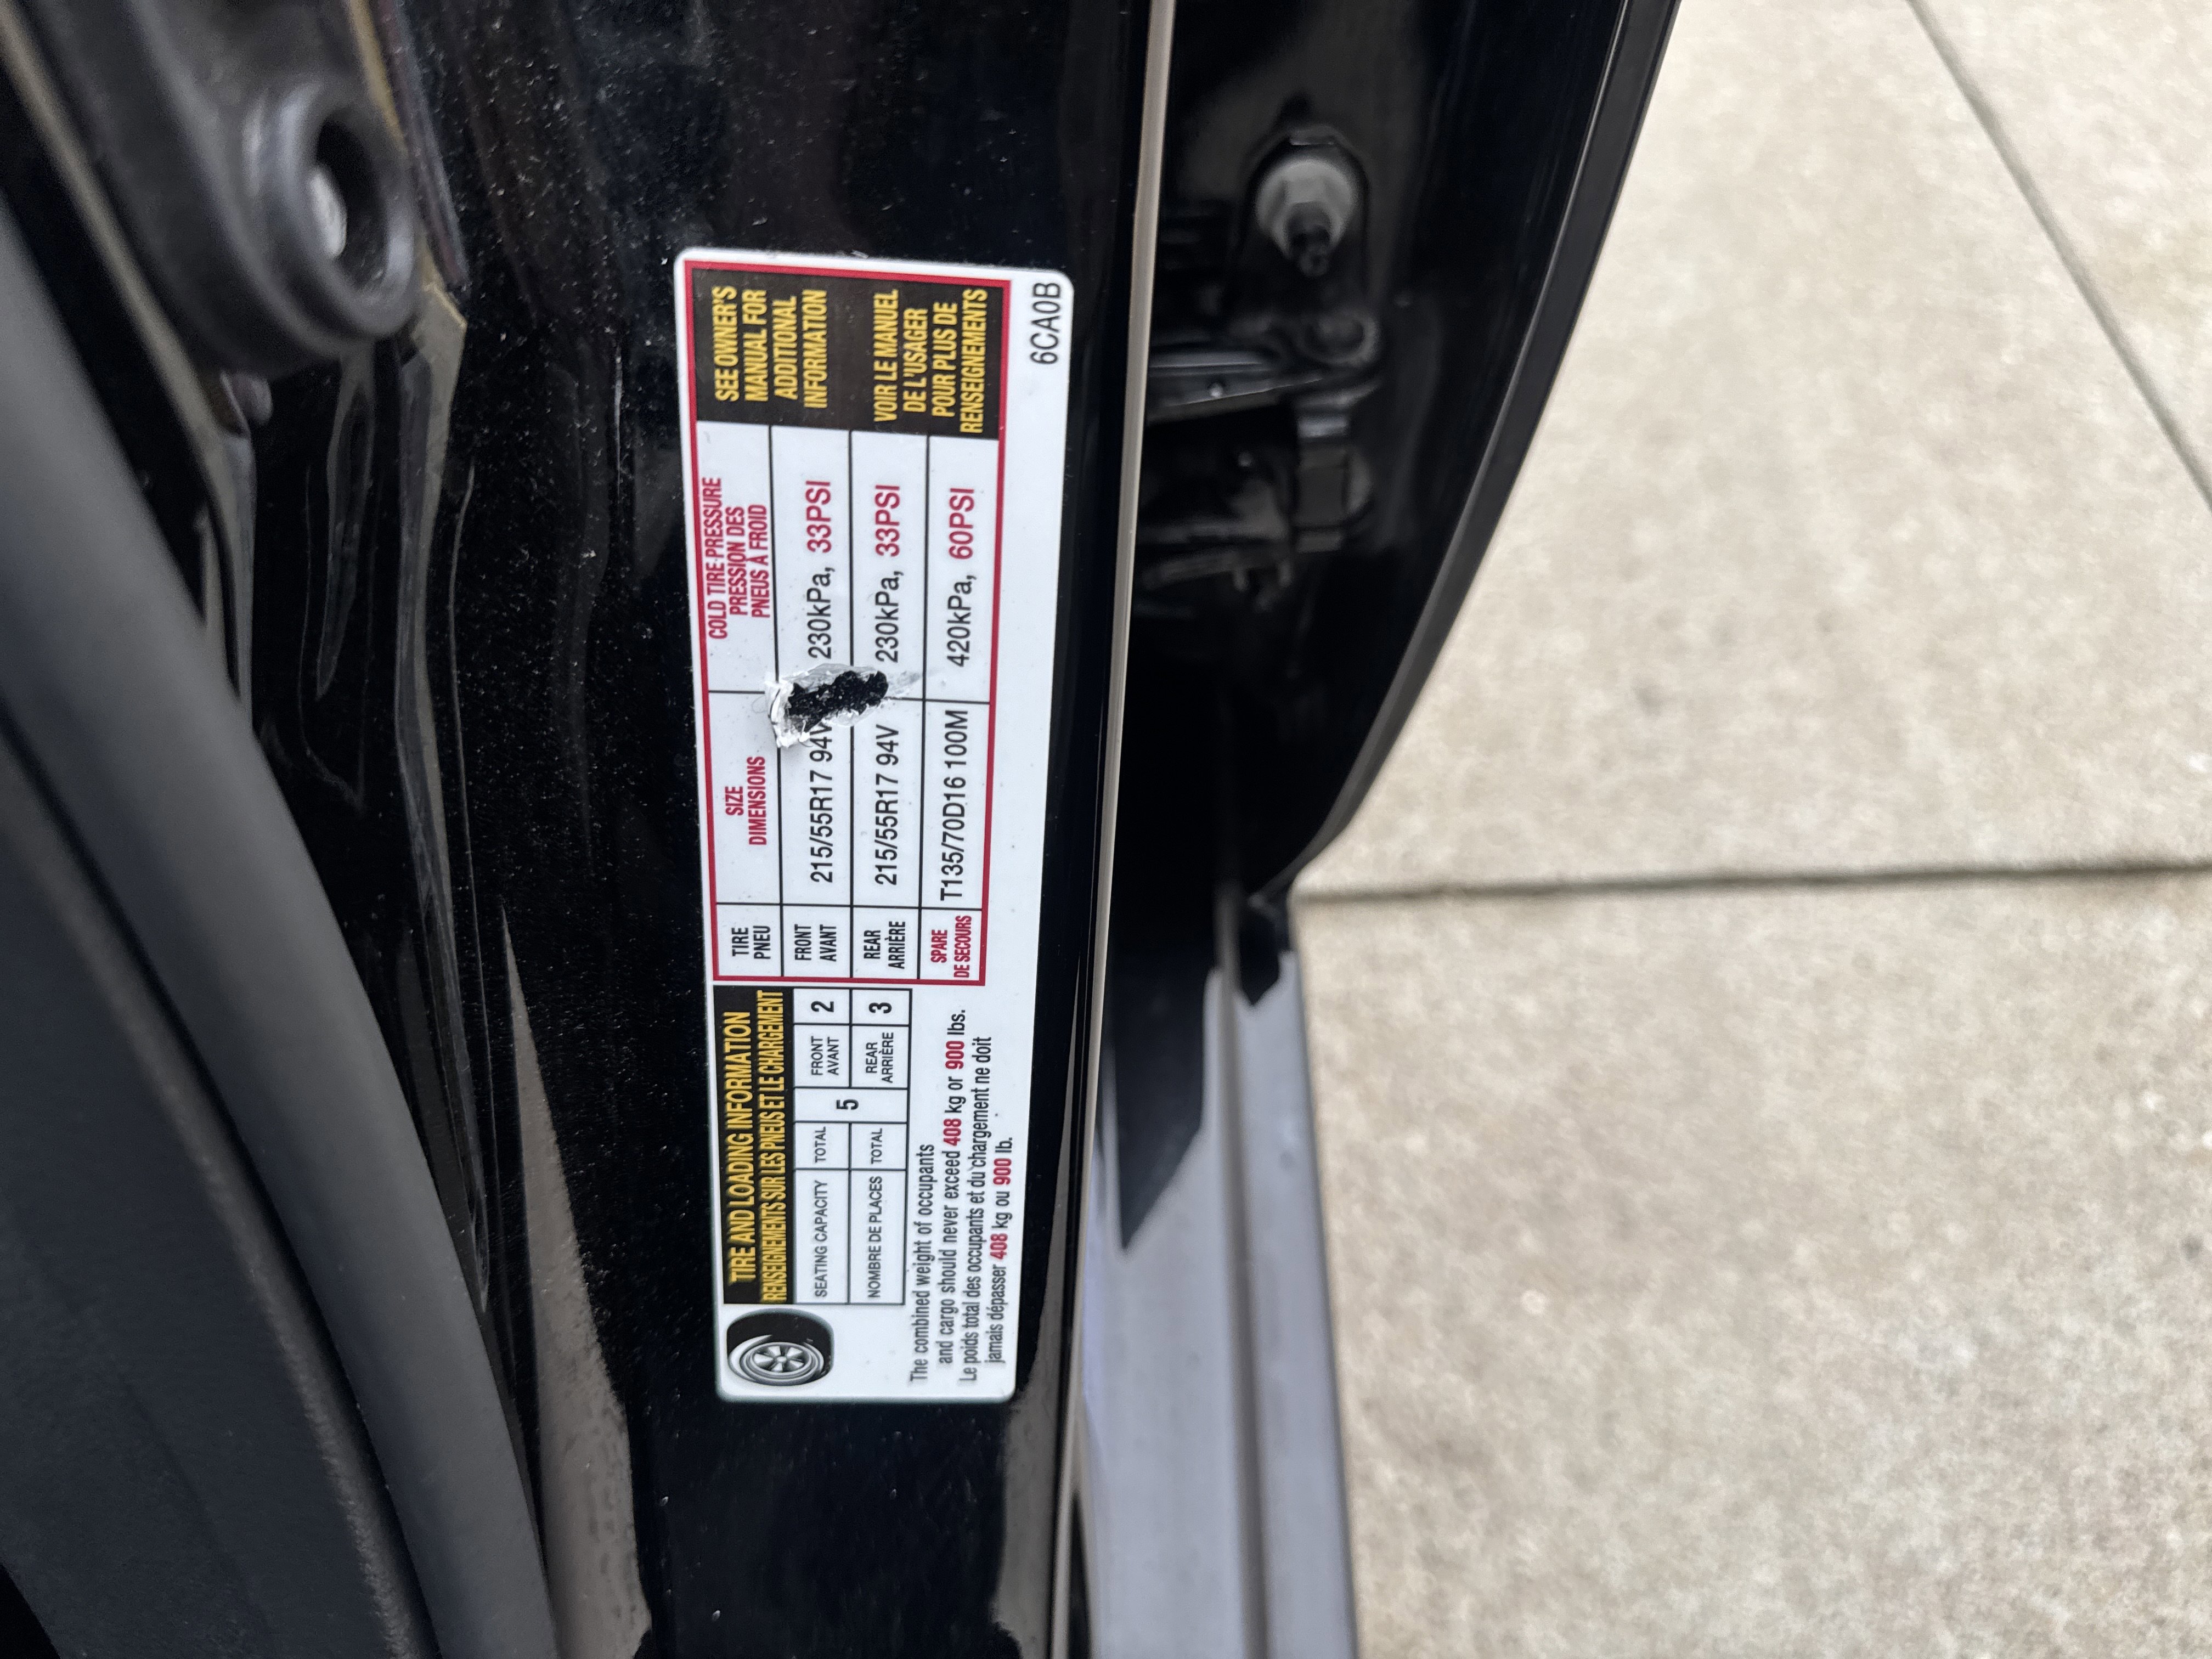 TIRE AND LOADING INFORMATION
RENSEIGNEMENTS SUR LES PNEUS ET LE CHARGEMENT
SEATING CAPACITY TOTAL 5 FRONT AVANT 2
NOMBRE DE PLACES TOTAL REAR ARRIÈRE 3
The combined weight of occupants
and cargo should never exceed 408 kg or 900 lbs.
Le poids total des occupants et du chargement ne doit
jamais dépasser 408 kg ou 900 lb.
TIRE PNEU
SIZE DIMENSIONS
COLD TIRE PRESSURE
PRESSION DES
PNEUS À FROID
FRONT AVANT 215/55R17 94V 230kPa, 33PSI
REAR ARRIÈRE 215/55R17 94V 230kPa, 33PSI
SPARE DE SECOURS T135/70D16 100M 420kPa, 60PSI
SEE OWNER'S
MANUAL FOR
ADDITIONAL
INFORMATION
VOIR LE MANUEL
DE L'USAGER
POUR PLUS DE
RENSEIGNEMENTS
6CA0B